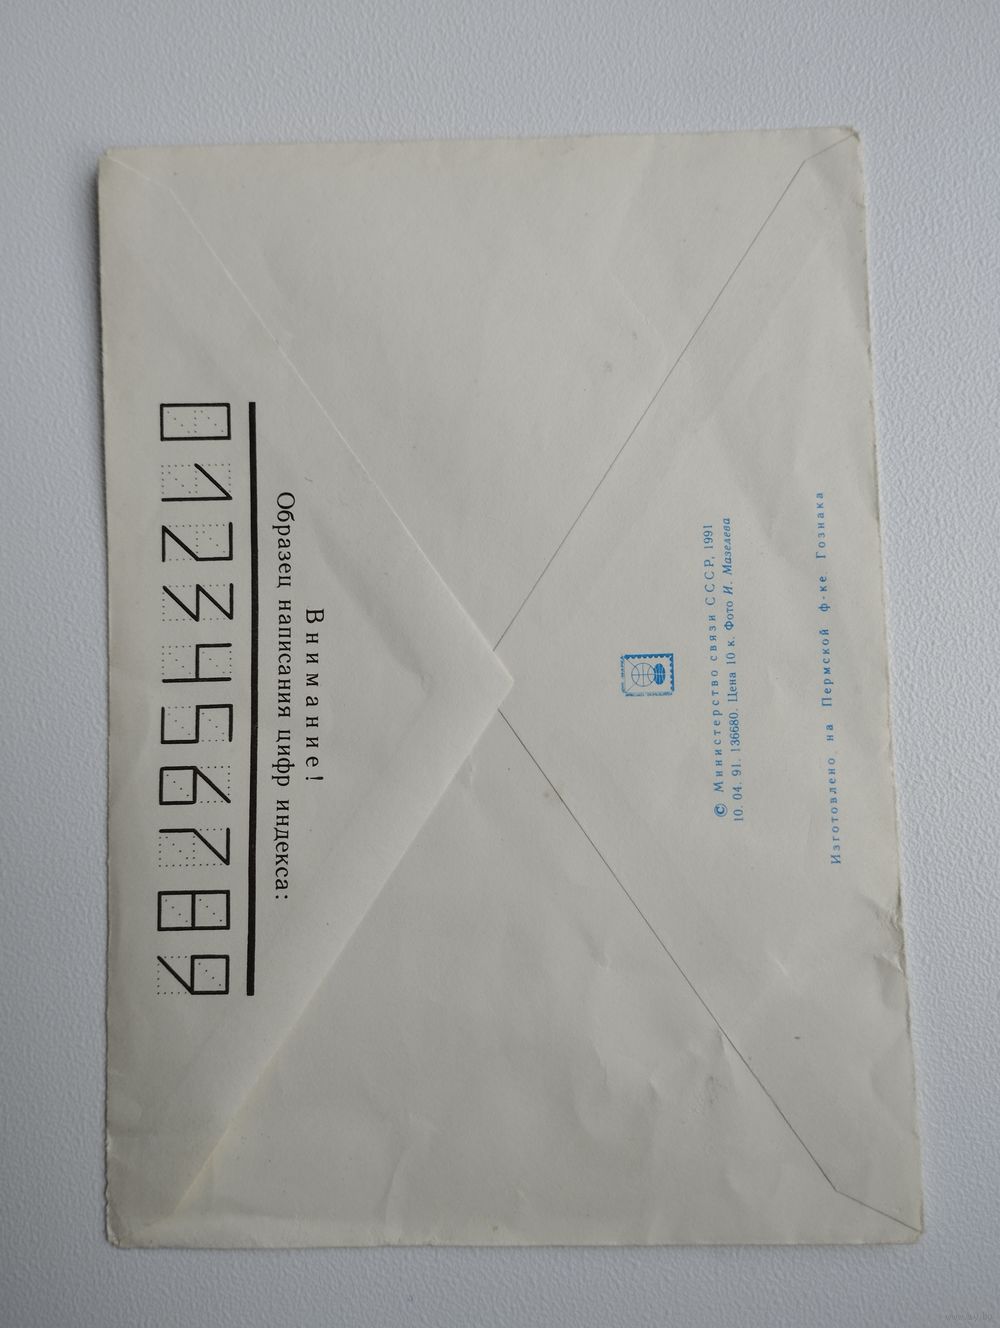 Внимание!
Образец написания цифр индекса:
0123456789
© Министерство связи СССР, 1991
10. 04. 91. 136680. Цена 10 к. Фото И. Мазелева
Изготовлено на Пермской ф-ке Гознака